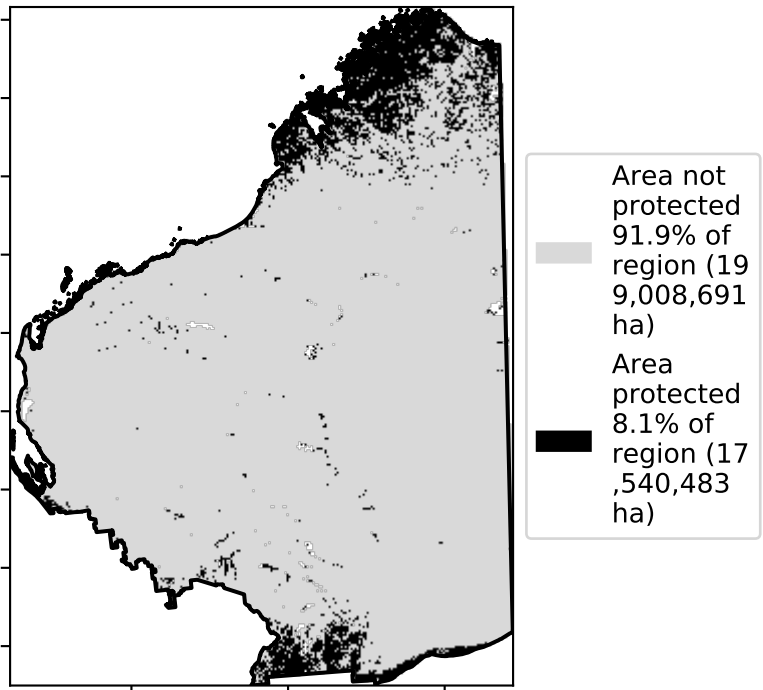 Area not
protected
91.9% of
region (19
9,008,691
ha)
Area
protected
8.1% of
region (17
,540,483
ha)